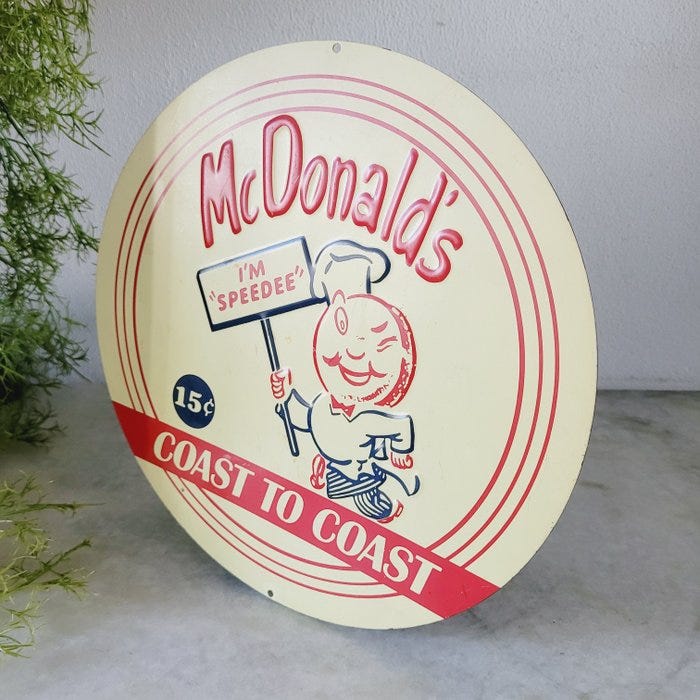 McDonald's
I'M
"SPEEDEE"
15¢
COAST TO COAST